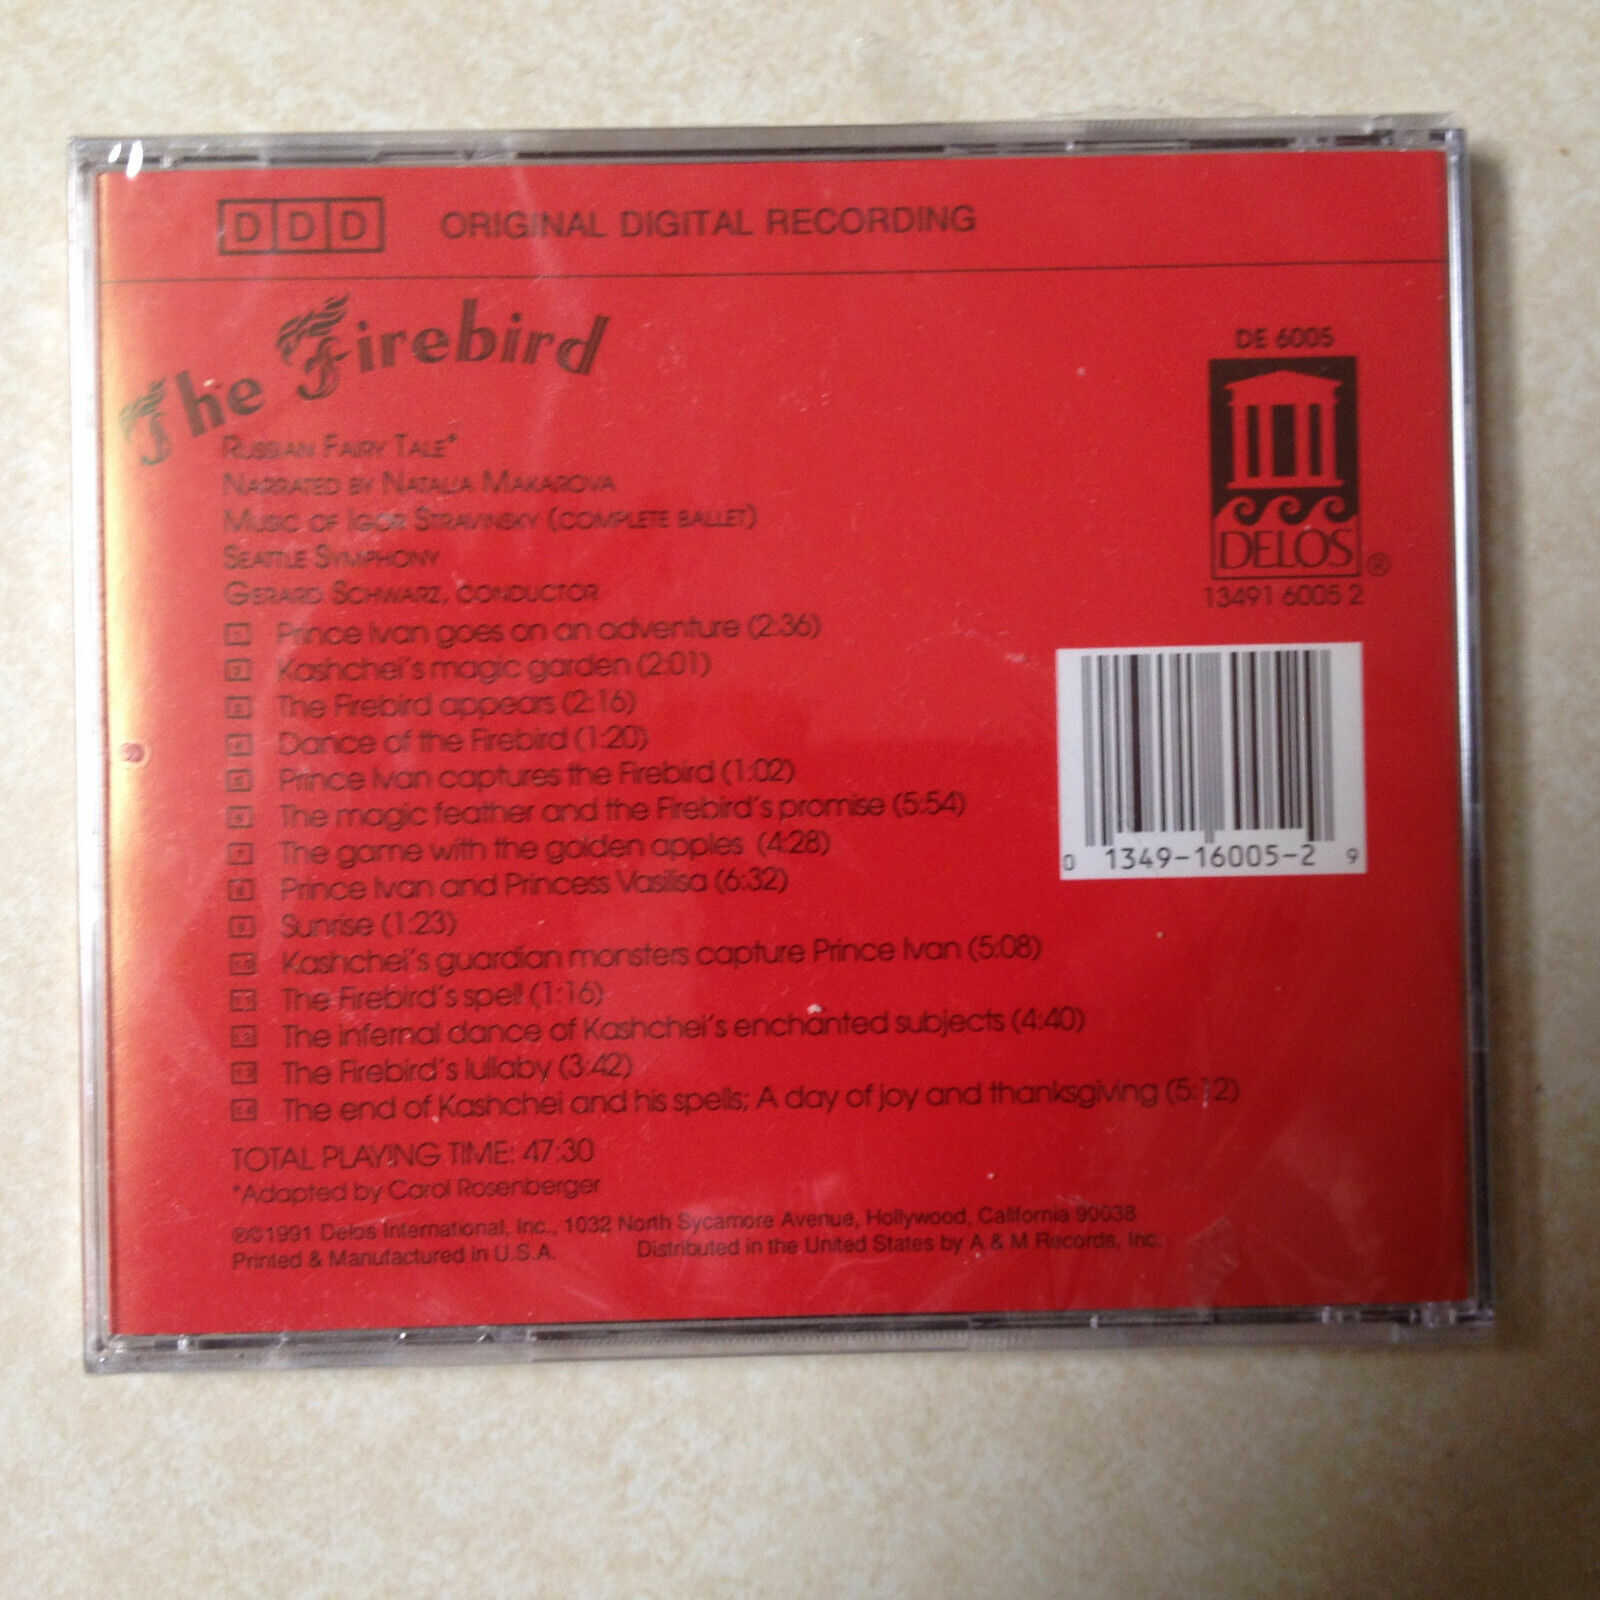 DDD ORIGINAL DIGITAL RECORDING
The Firebird
RUSSIAN FAIRY TALE*
NARRATED BY NATALIA MAKAROVA
MUSIC OF IGOR STRAVINSKY (COMPLETE BALLET)
SEATTLE SYMPHONY
GERARD SCHWARZ, CONDUCTOR
1 Prince Ivan goes on an adventure (2:36)
2 Kashchei's magic garden (2:01)
3 The Firebird appears (2:16)
4 Dance of the Firebird (1:20)
5 Prince Ivan captures the Firebird (1:02)
6 The magic feather and the Firebird's promise (5:54)
7 The game with the golden apples (4:28)
8 Prince Ivan and Princess Vasilisa (6:32)
9 Sunrise (1:23)
10 Kashchei's guardian monsters capture Prince Ivan (5:08)
11 The Firebird's spell (1:16)
12 The infernal dance of Kashchei's enchanted subjects (4:40)
13 The Firebird's lullaby (3:42)
14 The end of Kashchei and his spells; A day of joy and thanksgiving (5:12)
TOTAL PLAYING TIME: 47:30
*Adapted by Carol Rosenberger
℗©1991 Delos International, Inc., 1032 North Sycamore Avenue, Hollywood, California 90038
Printed & Manufactured in U.S.A. Distributed in the United States by A & M Records, Inc.
DE 6005
DELOS®
13491 6005 2
0 1349-16005-2 9